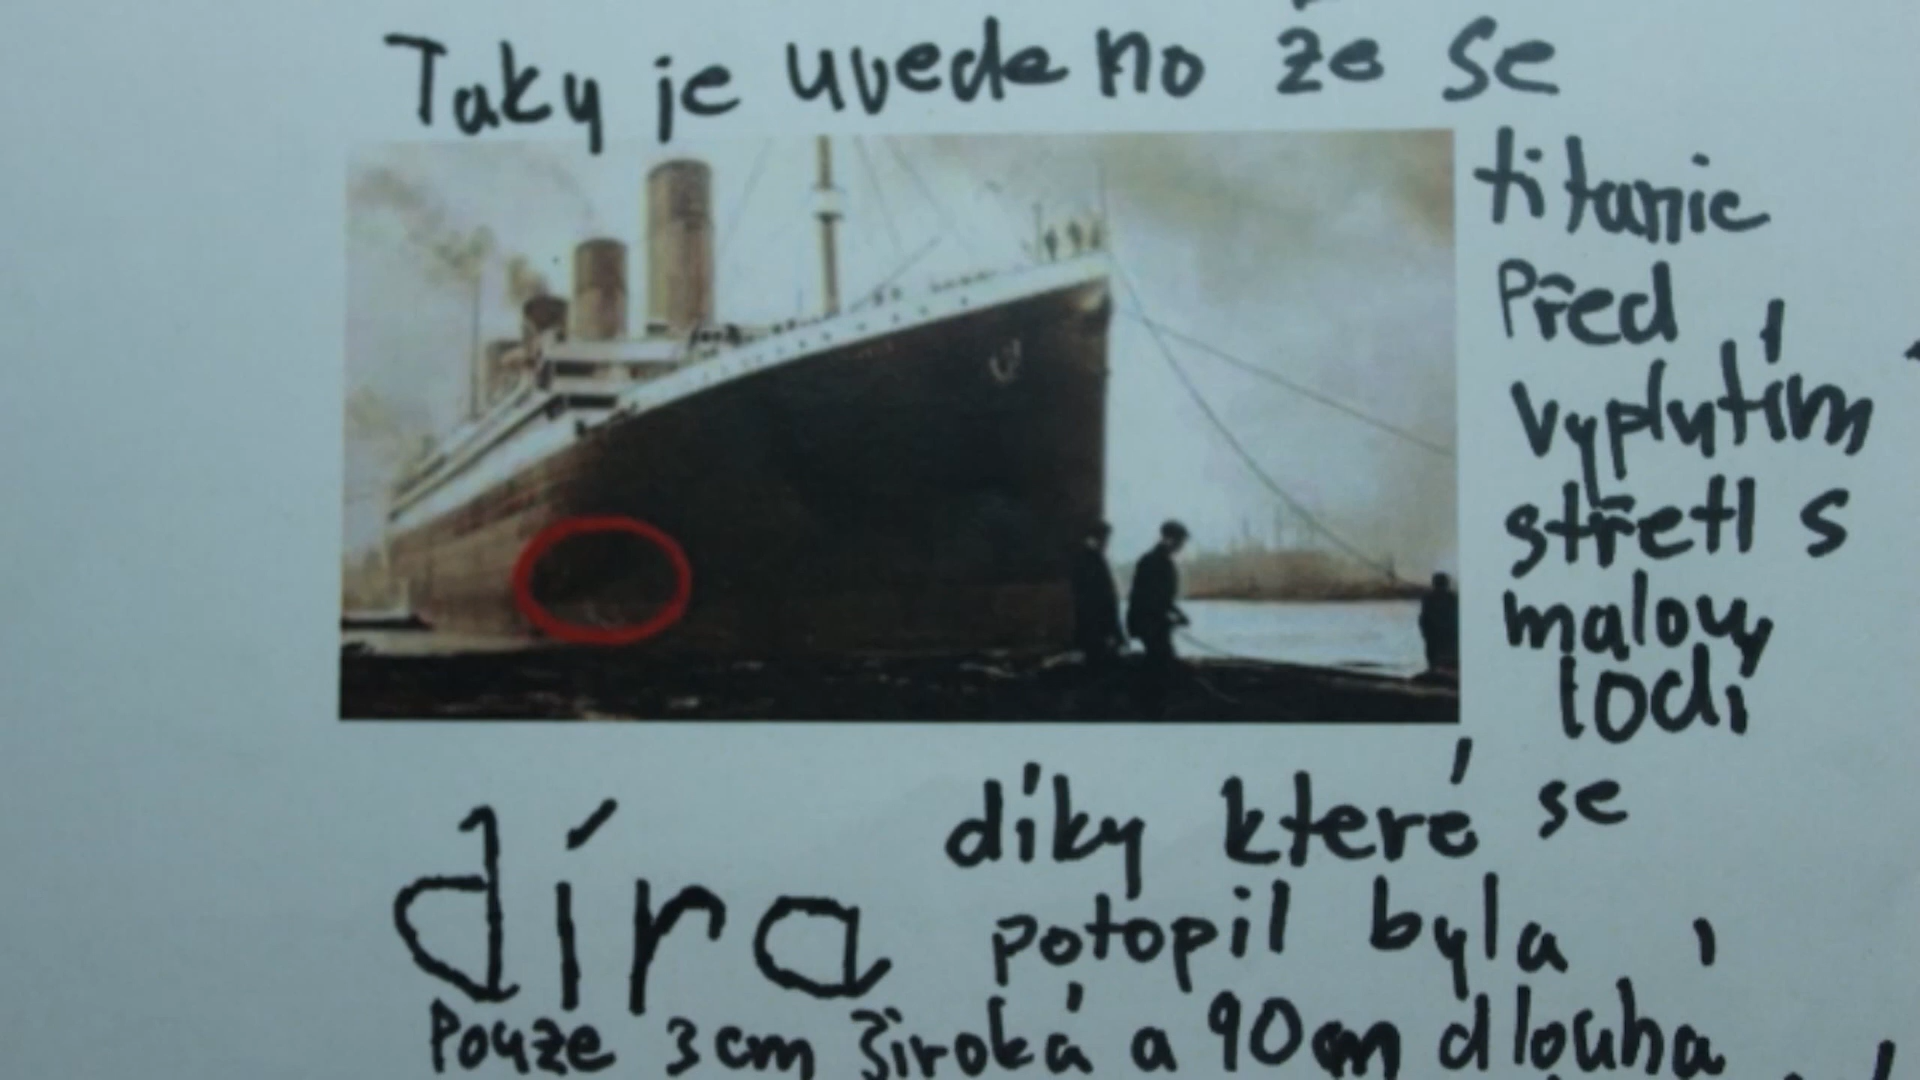 Taky je uvedeno že se
titanic
Před
vyplutím
střetl s
malou
lodí
díra
díky které se
potopil byla
Pouze 3cm široká a 90cm dlouhá